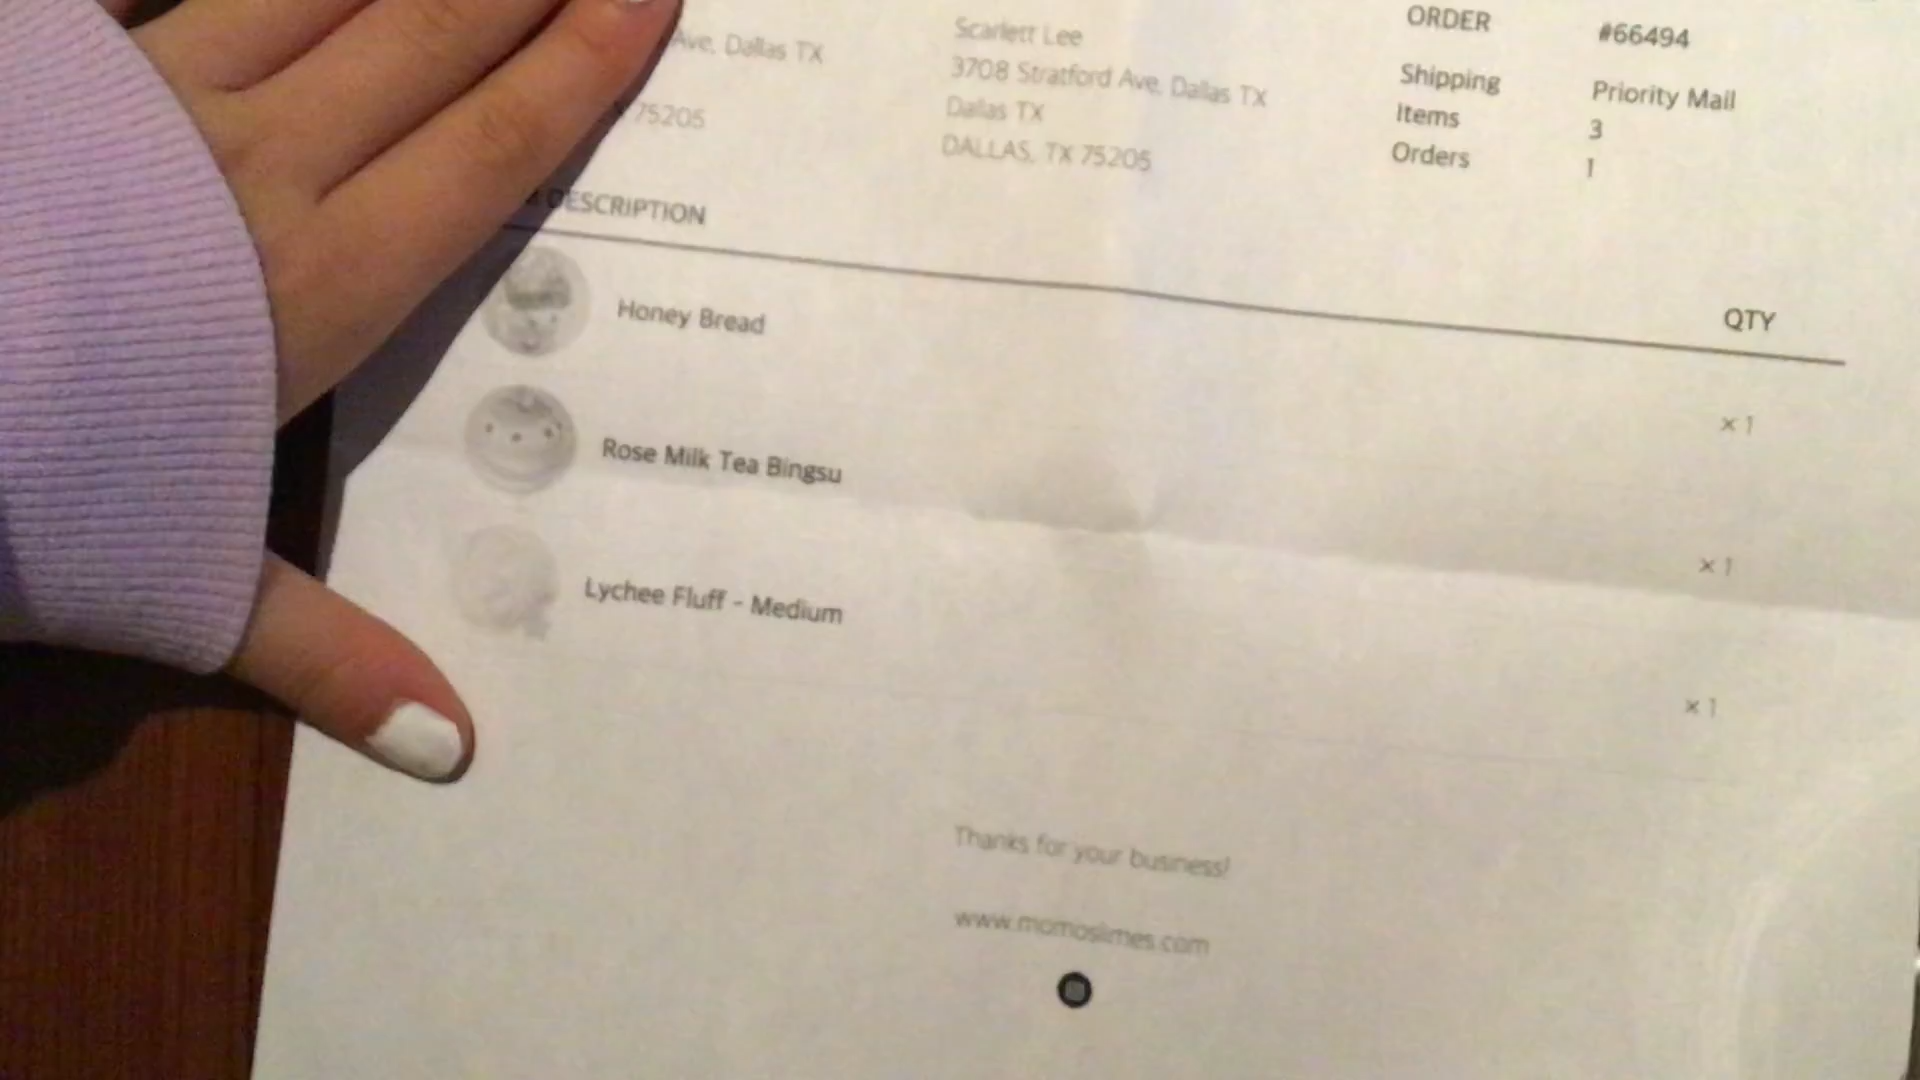 Ave, Dallas TX
75205
Scarlett Lee
3708 Stratford Ave, Dallas TX
Dallas TX
DALLAS, TX 75205
ORDER #66494
Shipping Priority Mail
Items 3
Orders 1
DESCRIPTION
QTY
Honey Bread
× 1
Rose Milk Tea Bingsu
× 1
Lychee Fluff - Medium
× 1
Thanks for your business!
www.momoslimes.com